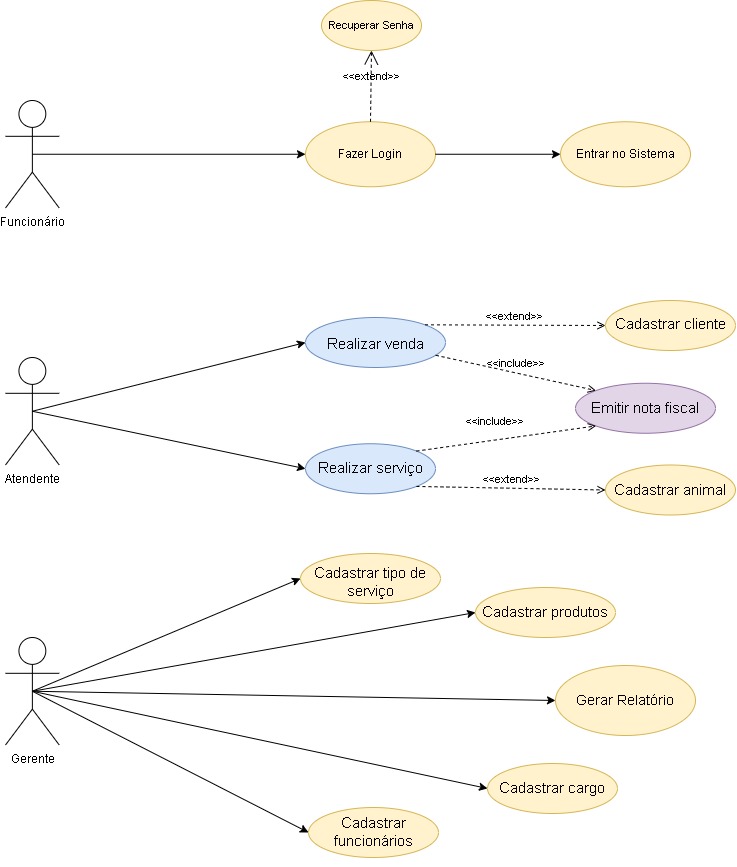 Recuperar Senha
<<extend>>
Fazer Login
Entrar no Sistema
Funcionário
Realizar venda
<<extend>>
Cadastrar cliente
<<include>>
Emitir nota fiscal
<<include>>
Realizar serviço
<<extend>>
Cadastrar animal
Atendente
Cadastrar tipo de
serviço
Cadastrar produtos
Gerar Relatório
Gerente
Cadastrar cargo
Cadastrar
funcionários